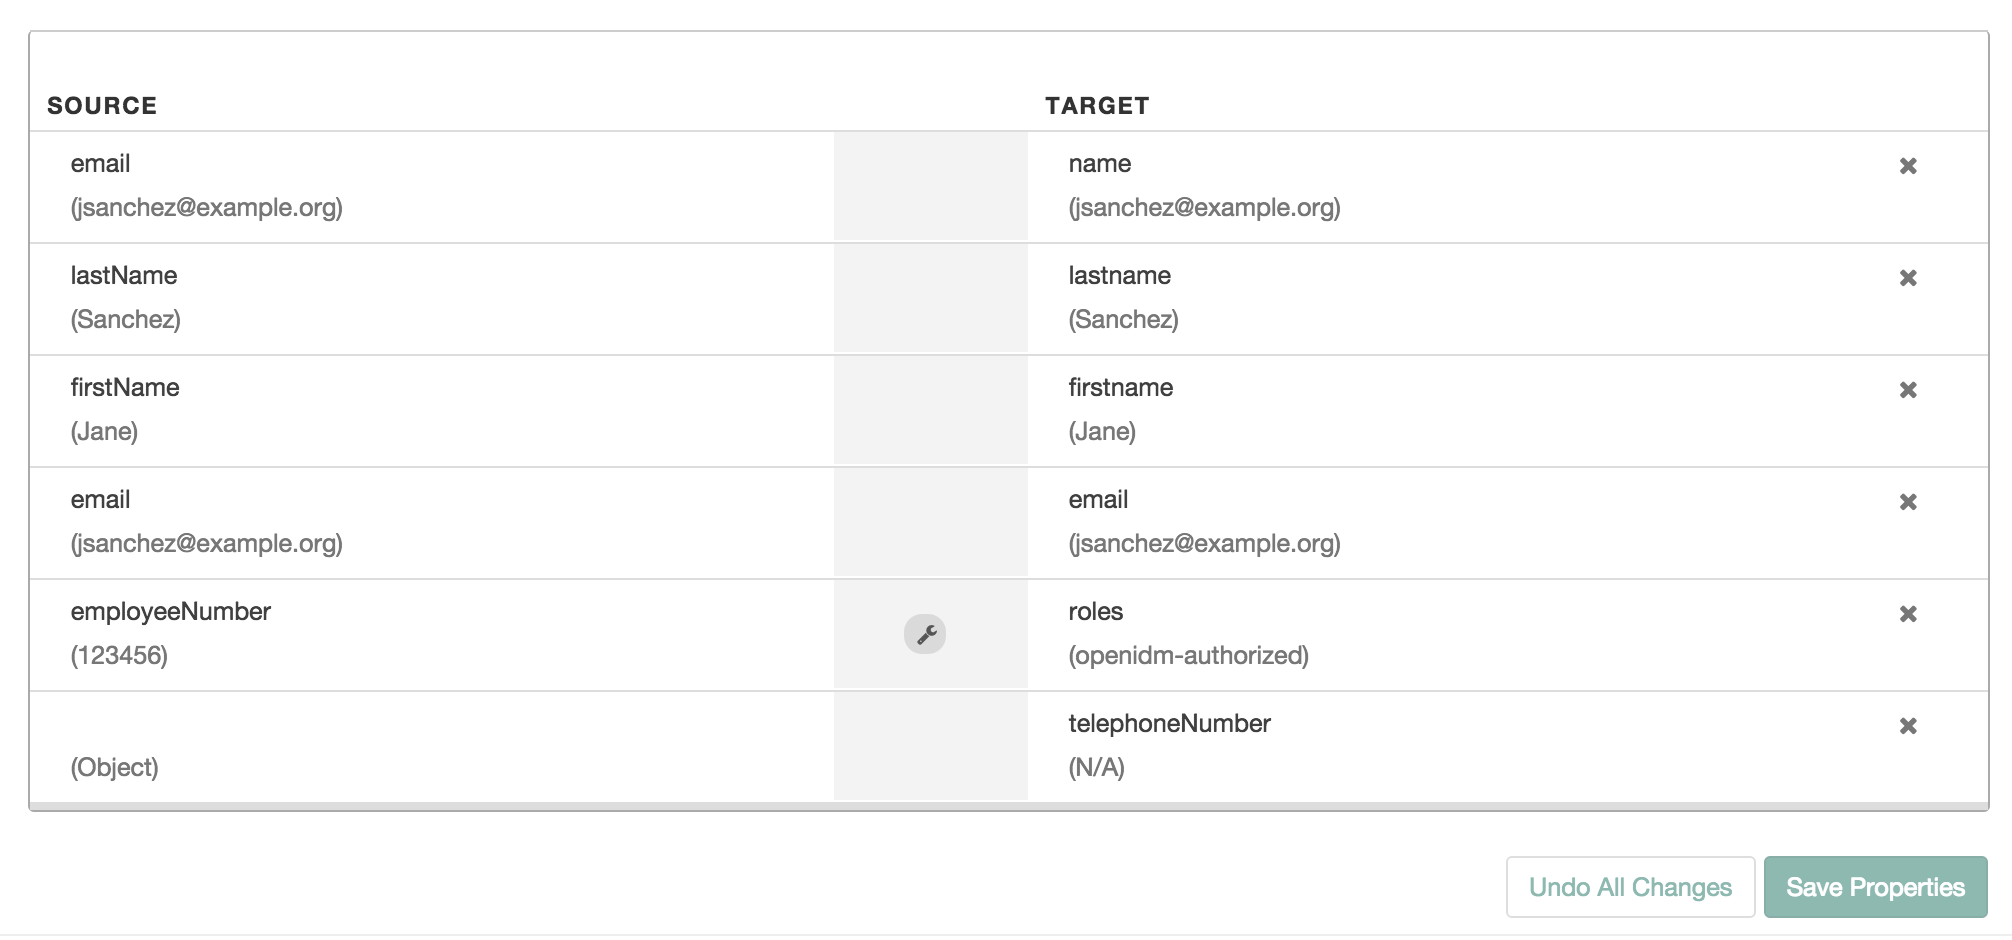 SOURCE TARGET
email name
(jsanchez@example.org) (jsanchez@example.org)
lastName lastname
(Sanchez) (Sanchez)
firstName firstname
(Jane) (Jane)
email email
(jsanchez@example.org) (jsanchez@example.org)
employeeNumber roles
(123456) (openidm-authorized)
telephoneNumber
(Object) (N/A)
Undo All Changes Save Properties